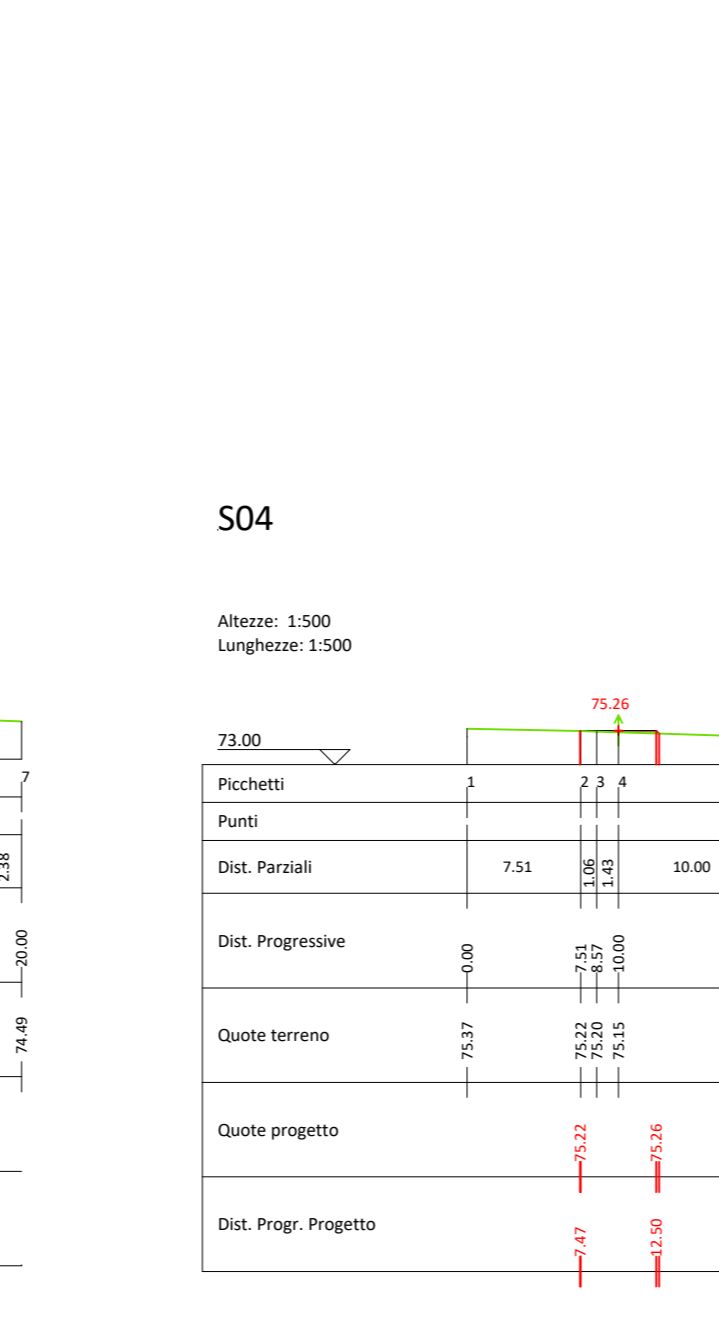 S04
Altezze: 1:500
Lunghezze: 1:500
75.26
73.00
7
2.38
20.00
74.49
Picchetti 1 2 3 4
Punti
Dist. Parziali 7.51 1.06 1.43 10.00
Dist. Progressive 0.00 7.51 8.57 10.00
Quote terreno 75.37 75.22 75.20 75.15
Quote progetto 75.22 75.26
Dist. Progr. Progetto 7.47 12.50